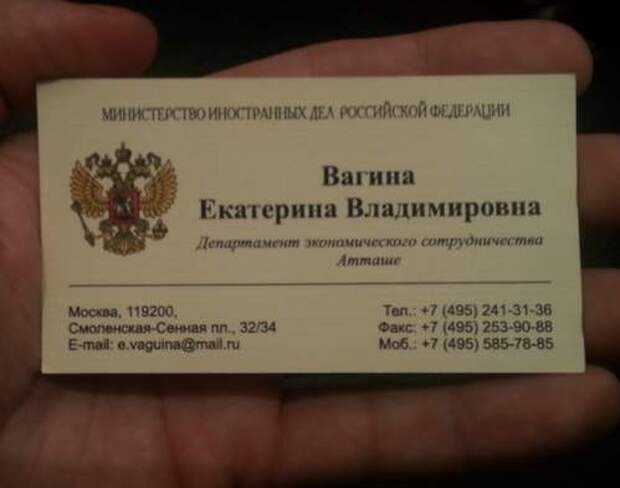 МИНИСТЕРСТВО ИНОСТРАННЫХ ДЕЛ РОССИЙСКОЙ ФЕДЕРАЦИИ
Вагина
Екатерина Владимировна
Департамент экономического сотрудничества
Атташе
Москва, 119200,
Смоленская-Сенная пл., 32/34
E-mail: e.vaguina@mail.ru
Тел.: +7 (495) 241-31-36
Факс: +7 (495) 253-90-88
Моб.: +7 (495) 585-78-85